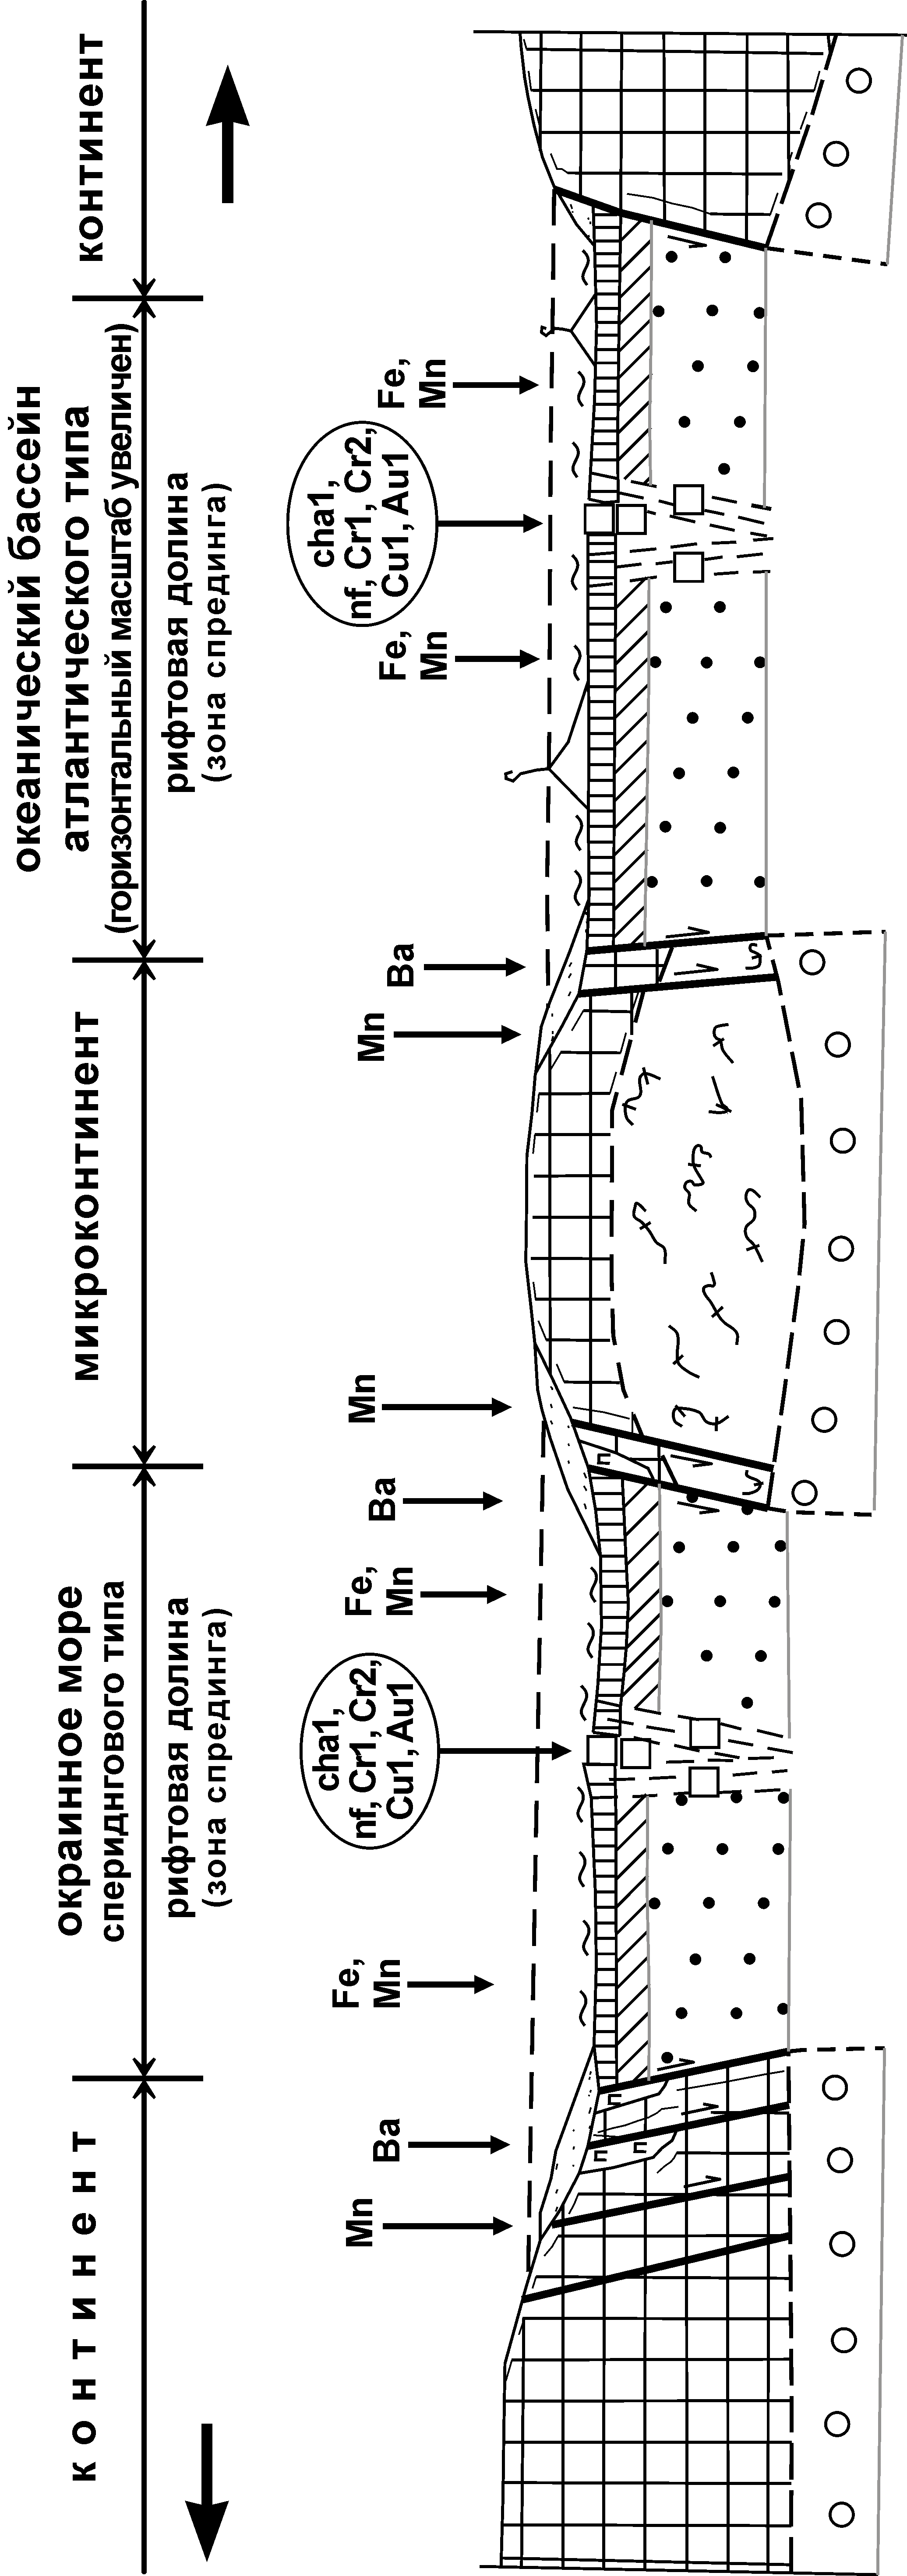 континент
окраинное море
спериднгового типа
рифтовая долина
(зона спрединга)
микроконтинент
океанический бассейн
атлантического типа
(горизонтальный масштаб увеличен)
рифтовая долина
(зона спрединга)
континент
Mn
Ba
Fe,
Mn
cha1,
nf, Cr1, Cr2,
Cu1, Au1
Fe,
Mn
Ba
Mn
Mn
Ba
Fe,
Mn
cha1,
nf, Cr1, Cr2,
Cu1, Au1
Fe,
Mn